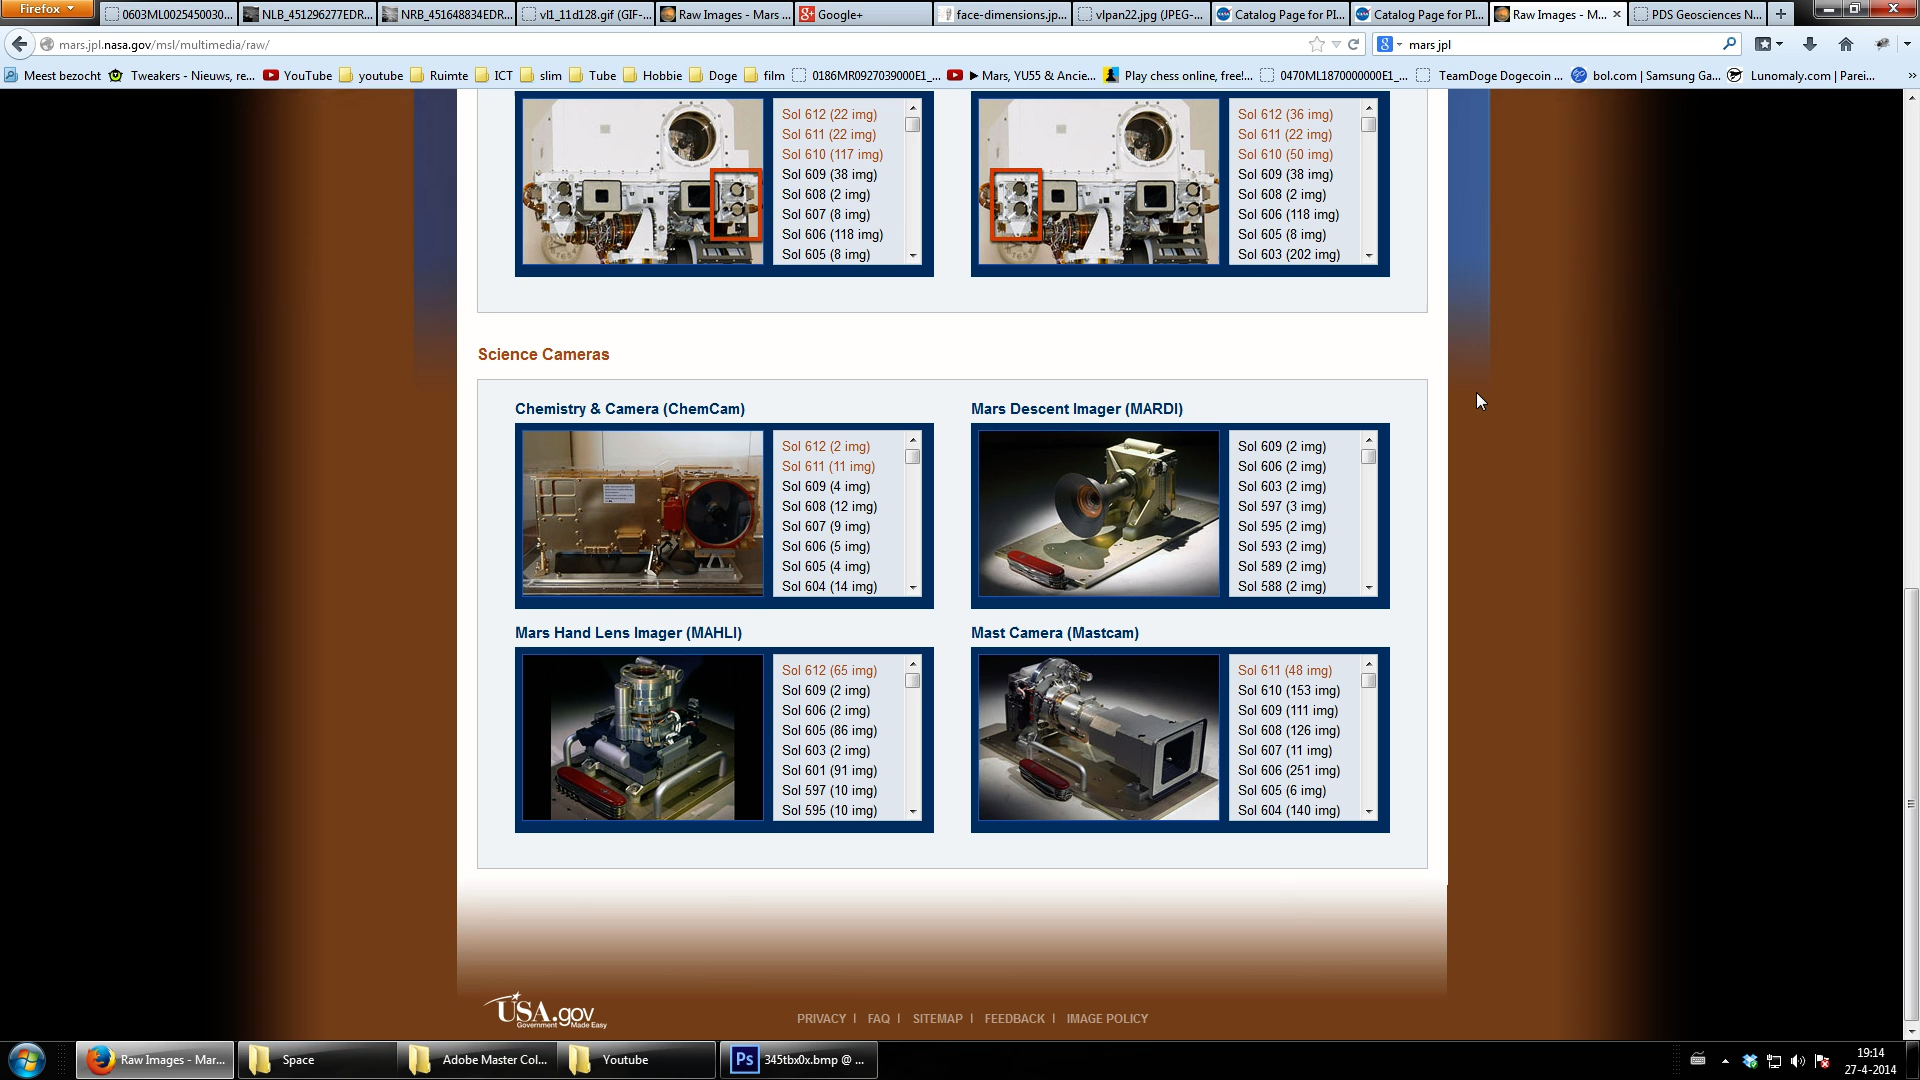 Firefox
0603ML0025450030...
NLB_451296277EDR...
NRB_451648834EDR...
vl1_11d128.gif (GIF-...
Raw Images - Mars ...
Google+
face-dimensions.jp...
vlpan22.jpg (JPEG-...
Catalog Page for PI...
Catalog Page for PI...
Raw Images - M...
PDS Geosciences N...
mars.jpl.nasa.gov/msl/multimedia/raw/
mars jpl
Meest bezocht
Tweakers - Nieuws, re...
YouTube
youtube
Ruimte
ICT
slim
Tube
Hobbie
Doge
film
0186MR0927039000E1_...
▶ Mars, YU55 & Ancie...
Play chess online, free!...
0470ML1870000000E1_...
TeamDoge Dogecoin ...
bol.com | Samsung Ga...
Lunomaly.com | Parei...
Sol 612 (22 img)
Sol 611 (22 img)
Sol 610 (117 img)
Sol 609 (38 img)
Sol 608 (2 img)
Sol 607 (8 img)
Sol 606 (118 img)
Sol 605 (8 img)
Sol 612 (36 img)
Sol 611 (22 img)
Sol 610 (50 img)
Sol 609 (38 img)
Sol 608 (2 img)
Sol 606 (118 img)
Sol 605 (8 img)
Sol 603 (202 img)
Science Cameras
Chemistry & Camera (ChemCam)
Sol 612 (2 img)
Sol 611 (11 img)
Sol 609 (4 img)
Sol 608 (12 img)
Sol 607 (9 img)
Sol 606 (5 img)
Sol 605 (4 img)
Sol 604 (14 img)
Mars Descent Imager (MARDI)
Sol 609 (2 img)
Sol 606 (2 img)
Sol 603 (2 img)
Sol 597 (3 img)
Sol 595 (2 img)
Sol 593 (2 img)
Sol 589 (2 img)
Sol 588 (2 img)
Mars Hand Lens Imager (MAHLI)
Sol 612 (65 img)
Sol 609 (2 img)
Sol 606 (2 img)
Sol 605 (86 img)
Sol 603 (2 img)
Sol 601 (91 img)
Sol 597 (10 img)
Sol 595 (10 img)
Mast Camera (Mastcam)
Sol 611 (48 img)
Sol 610 (153 img)
Sol 609 (111 img)
Sol 608 (126 img)
Sol 607 (11 img)
Sol 606 (251 img)
Sol 605 (6 img)
Sol 604 (140 img)
USA.gov
Government Made Easy
PRIVACY | FAQ | SITEMAP | FEEDBACK | IMAGE POLICY
Raw Images - Mar...
Space
Adobe Master Col...
Youtube
Ps
345tbx0x.bmp @ ...
19:14
27-4-2014